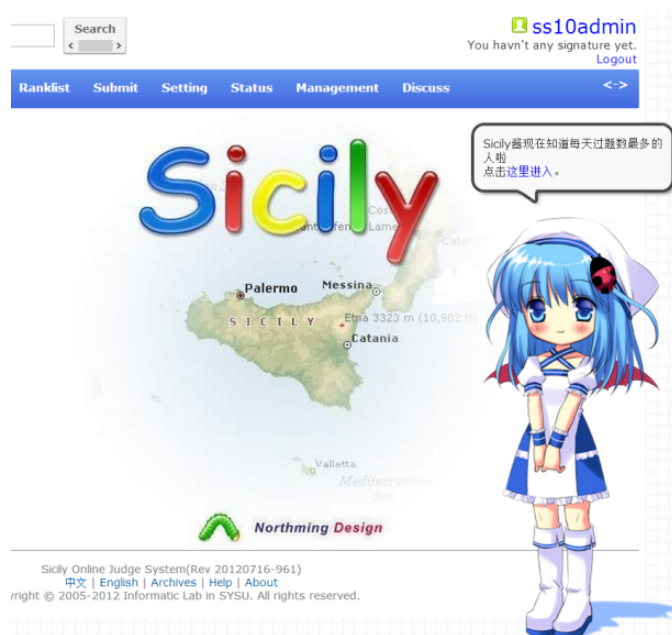 Search
ss10admin
You havn't any signature yet.
Logout
Ranklist Submit Setting Status Management Discuss <->
Sicily酱现在知道每天过题数最多的
人啦
点击这里进入。
Sicily
Palermo
Messina
SICILY
Etna 3323 m (10,902 ft)
Catania
Valletta
Mediterranean
Sea
Northming Design
Sicily Online Judge System(Rev 20120716-961)
中文 | English | Archives | Help | About
yright © 2005-2012 Informatic Lab in SYSU. All rights reserved.